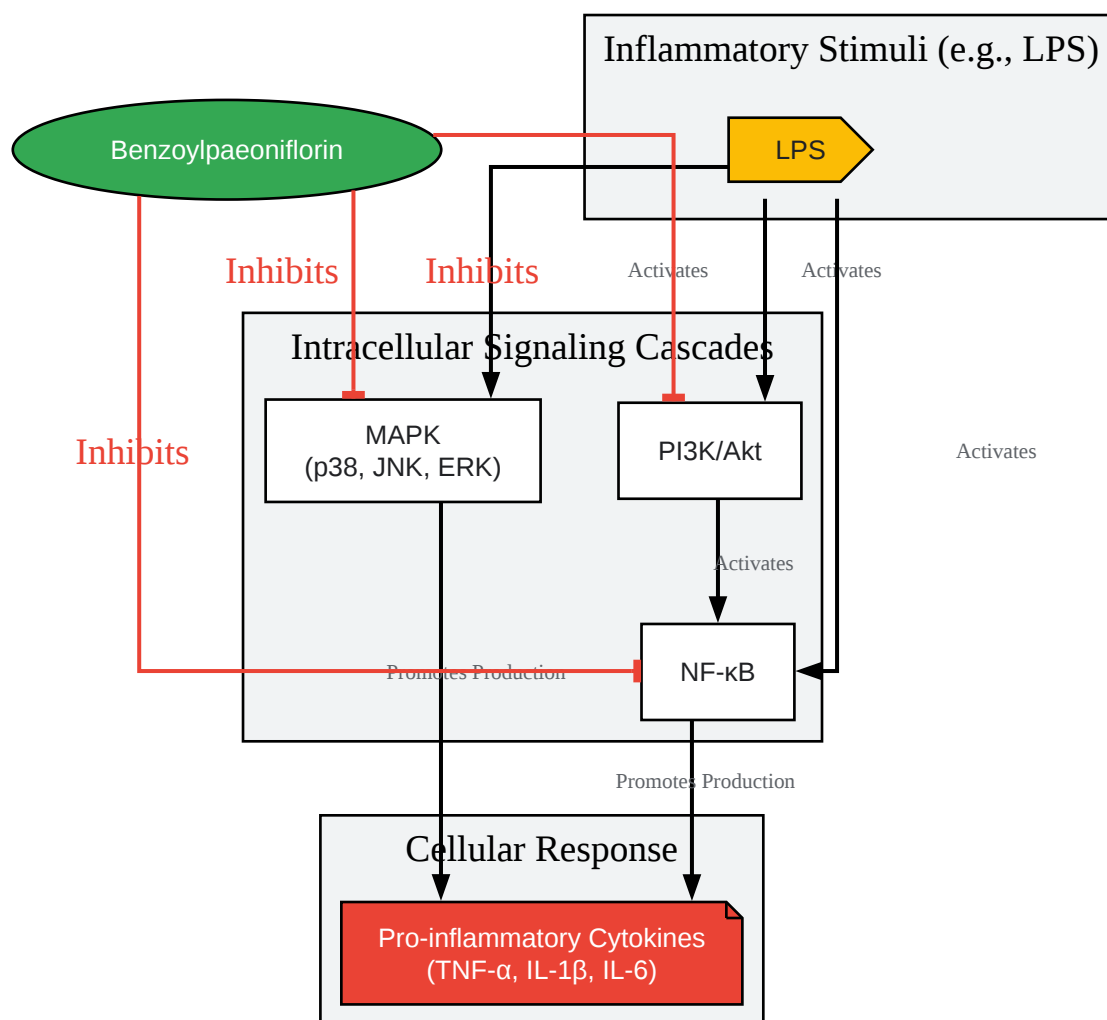 Inflammatory Stimuli (e.g., LPS)
Benzoylpaeoniflorin
LPS
Inhibits
Inhibits
Activates
Activates
Intracellular Signaling Cascades
MAPK
(p38, JNK, ERK)
PI3K/Akt
Inhibits
Activates
Activates
NF-κB
Promotes Production
Promotes Production
Cellular Response
Pro-inflammatory Cytokines
(TNF-α, IL-1β, IL-6)